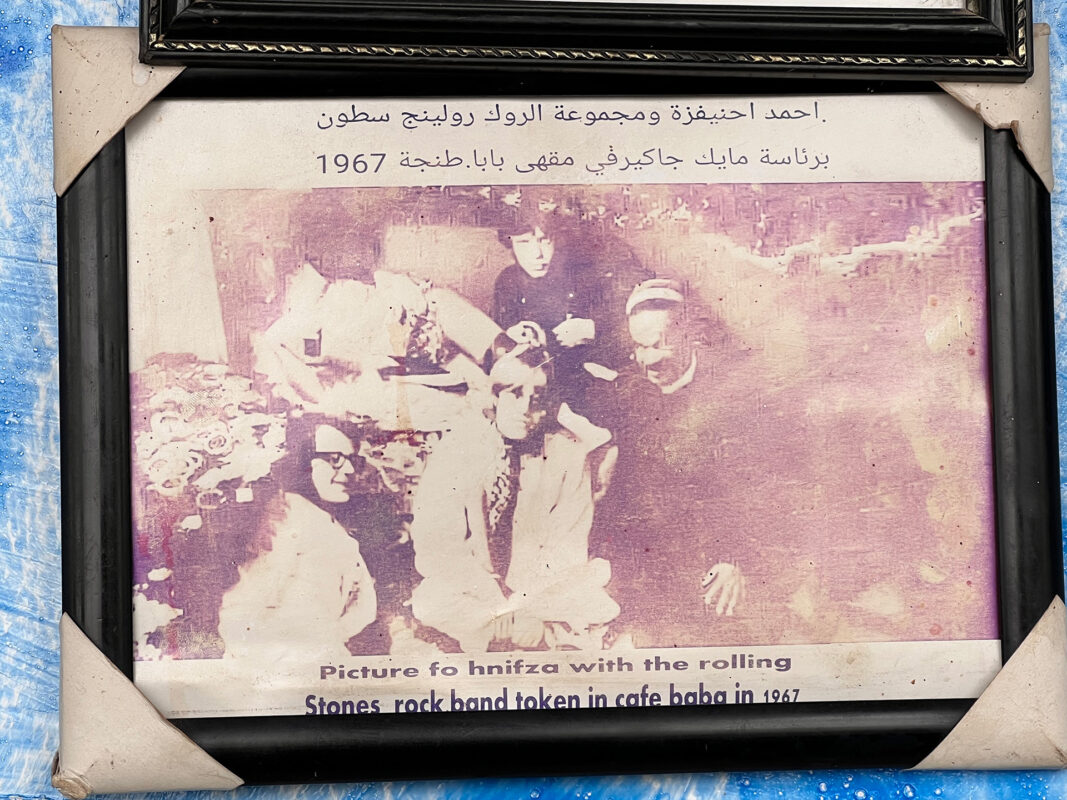 احمد احنيفزة ومجموعة الروك رولينج سطون.
برئاسة مايك جاكيرفي مقهى بابا.طنجة 1967
Picture fo hnifza with the rolling
Stones rock band token in cafe baba in 1967